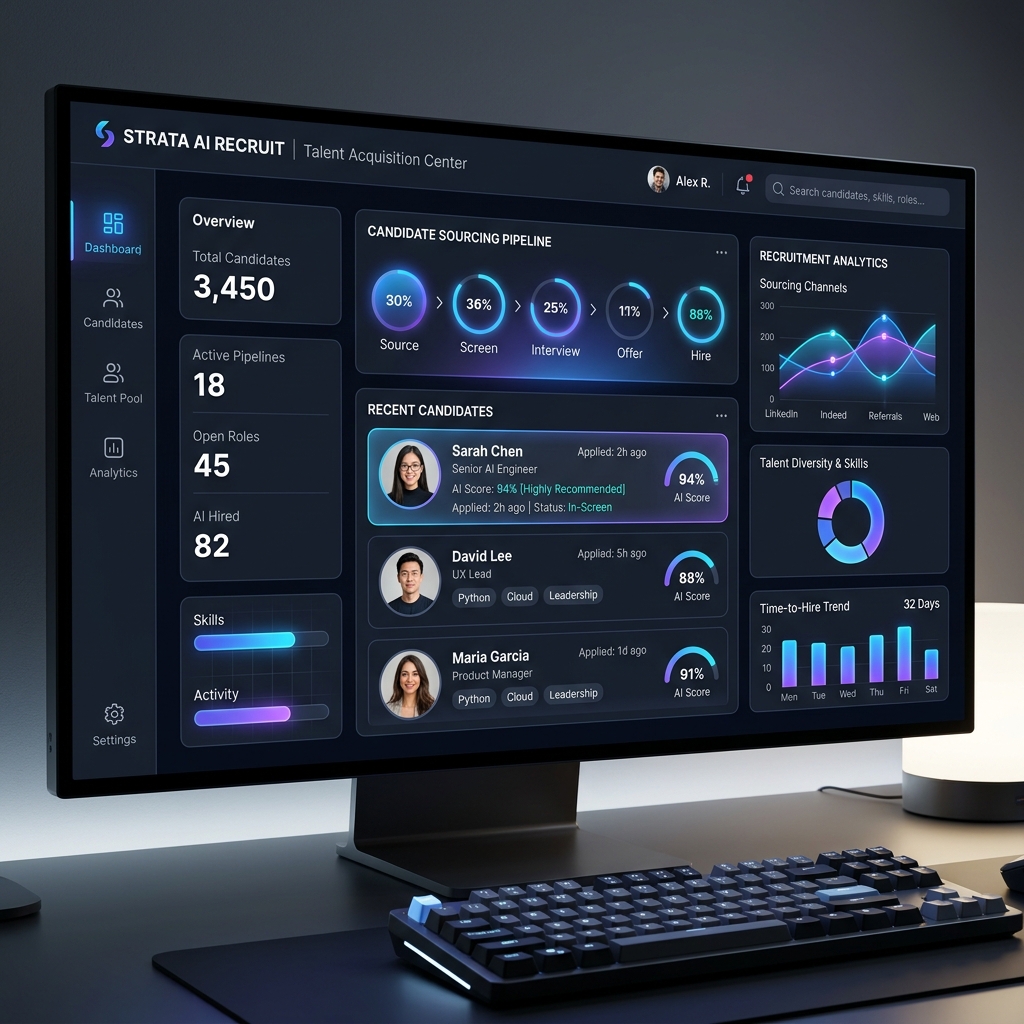 STRATA AI RECRUIT | Talent Acquisition Center
Alex R.
Search candidates, skills, roles...
Dashboard
Candidates
Talent Pool
Analytics
Settings
Overview
Total Candidates
3,450
Active Pipelines
18
Open Roles
45
AI Hired
82
Skills
Activity
CANDIDATE SOURCING PIPELINE
30%
36%
25%
11%
88%
Source
Screen
Interview
Offer
Hire
RECENT CANDIDATES
Sarah Chen
Applied: 2h ago
Senior AI Engineer
AI Score: 94% [Highly Recommended]
Applied: 2h ago | Status: In-Screen
94%
AI Score
David Lee
Applied: 5h ago
UX Lead
Python Cloud Leadership
88%
AI Score
Maria Garcia
Applied: 1d ago
Product Manager
Python Cloud Leadership
91%
AI Score
RECRUITMENT ANALYTICS
Sourcing Channels
300
200
100
0
LinkedIn Indeed Referrals Web
Talent Diversity & Skills
Time-to-Hire Trend 32 Days
30
20
10
0
Mon Tue Wed Thu Fri Sat